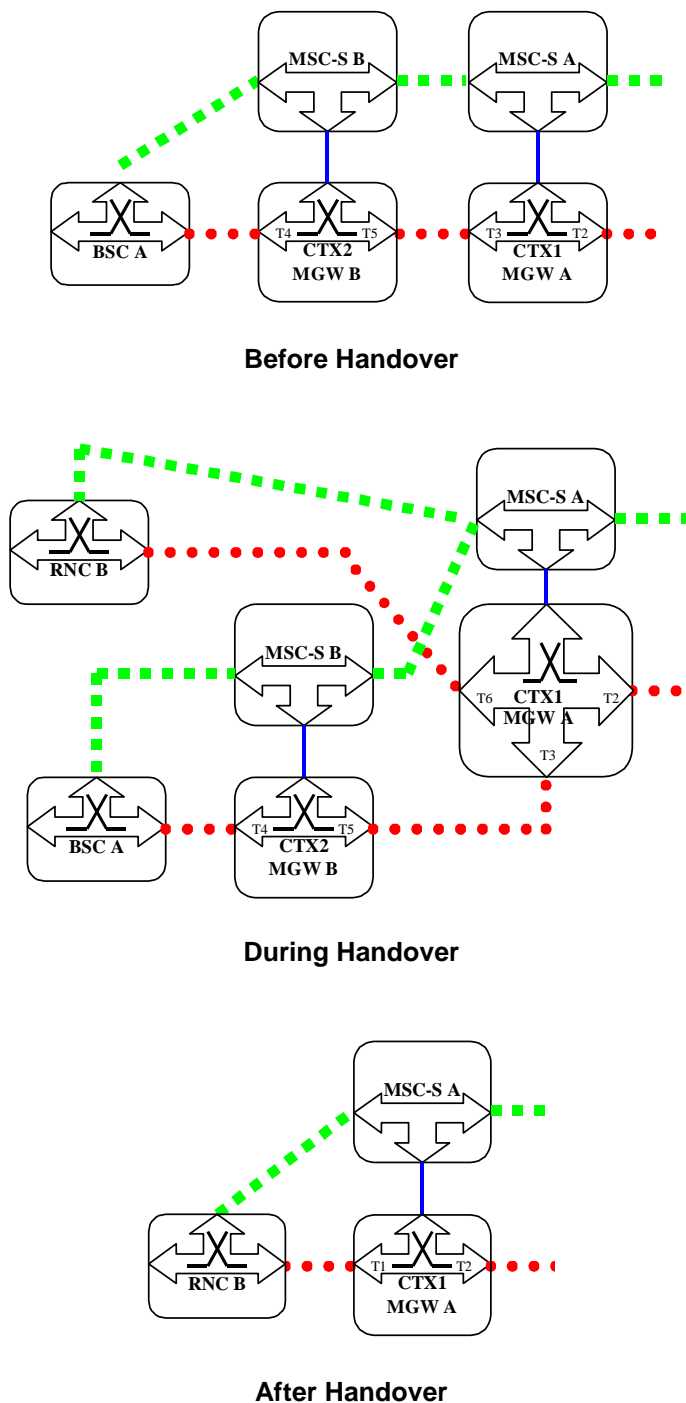 MSC-S B
MSC-S A
BSC A
T4
T5
CTX2
MGW B
T3
T2
CTX1
MGW A
Before Handover
MSC-S A
RNC B
MSC-S B
T6
CTX1
T2
MGW A
T3
BSC A
T4
T5
CTX2
MGW B
During Handover
MSC-S A
RNC B
T1
T2
CTX1
MGW A
After Handover